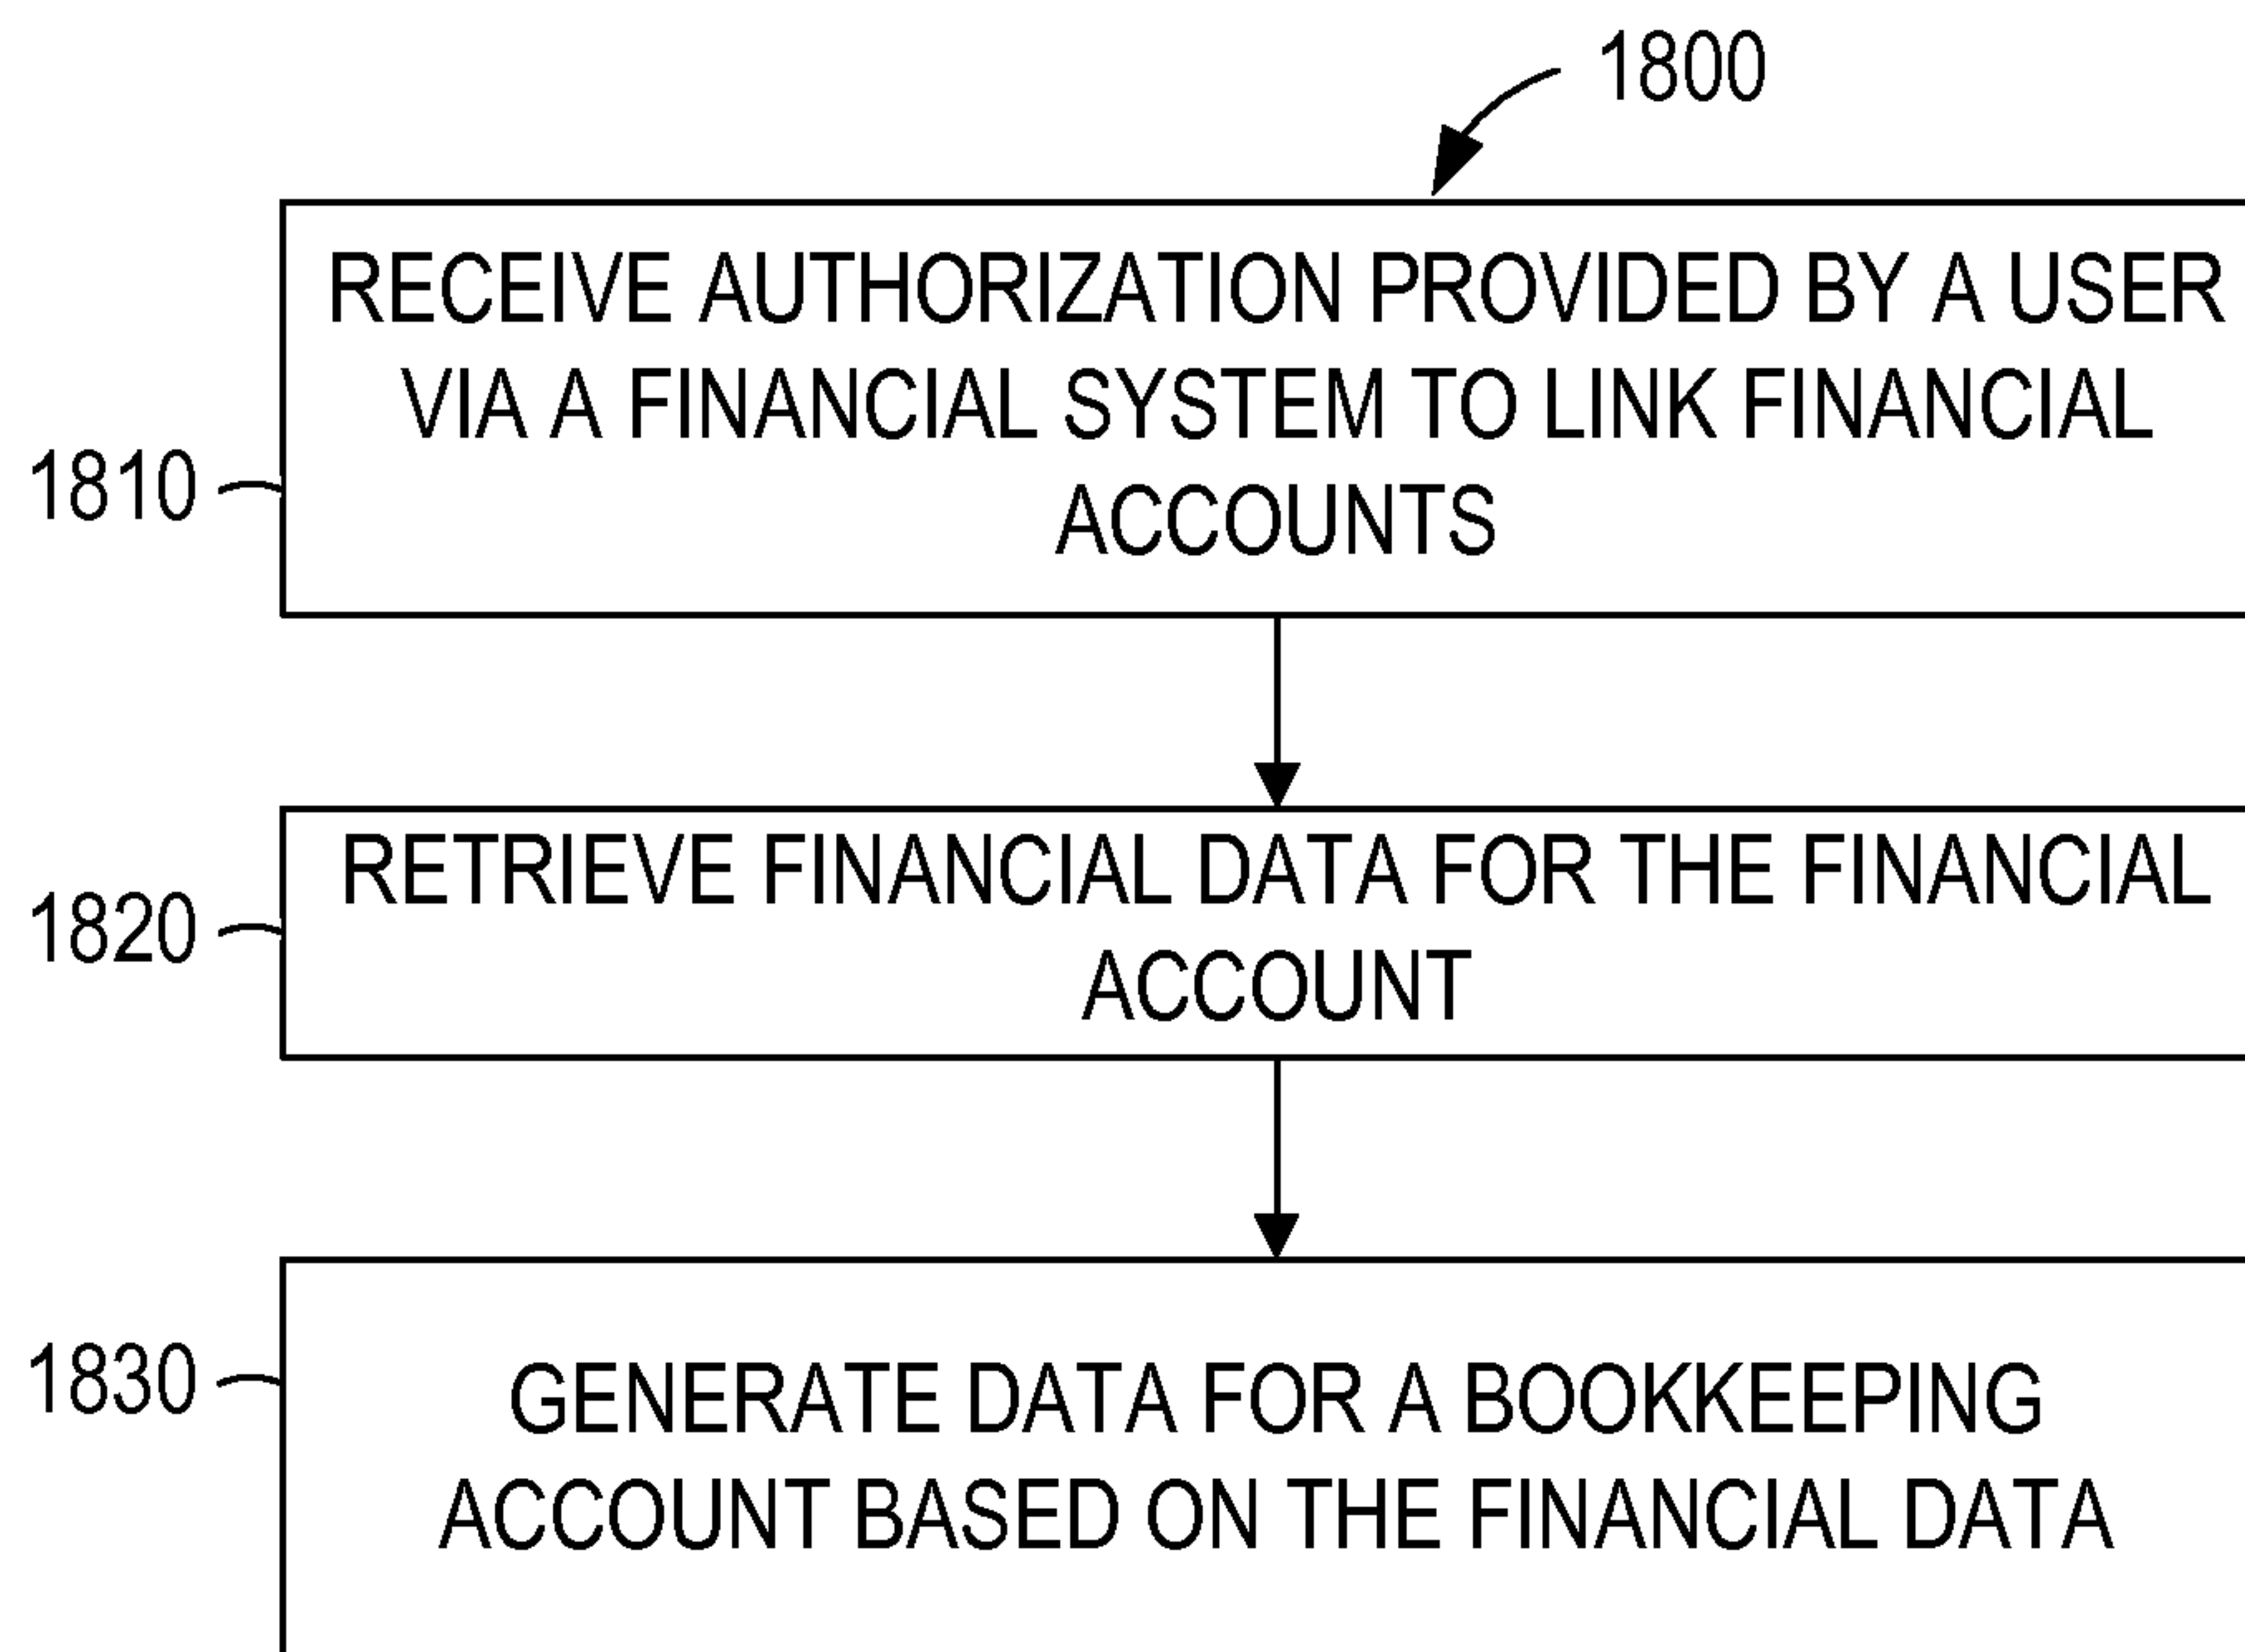 1800
RECEIVE AUTHORIZATION PROVIDED BY A USER
VIA A FINANCIAL SYSTEM TO LINK FINANCIAL
ACCOUNTS
1810
RETRIEVE FINANCIAL DATA FOR THE FINANCIAL
ACCOUNT
1820
GENERATE DATA FOR A BOOKKEEPING
ACCOUNT BASED ON THE FINANCIAL DATA
1830